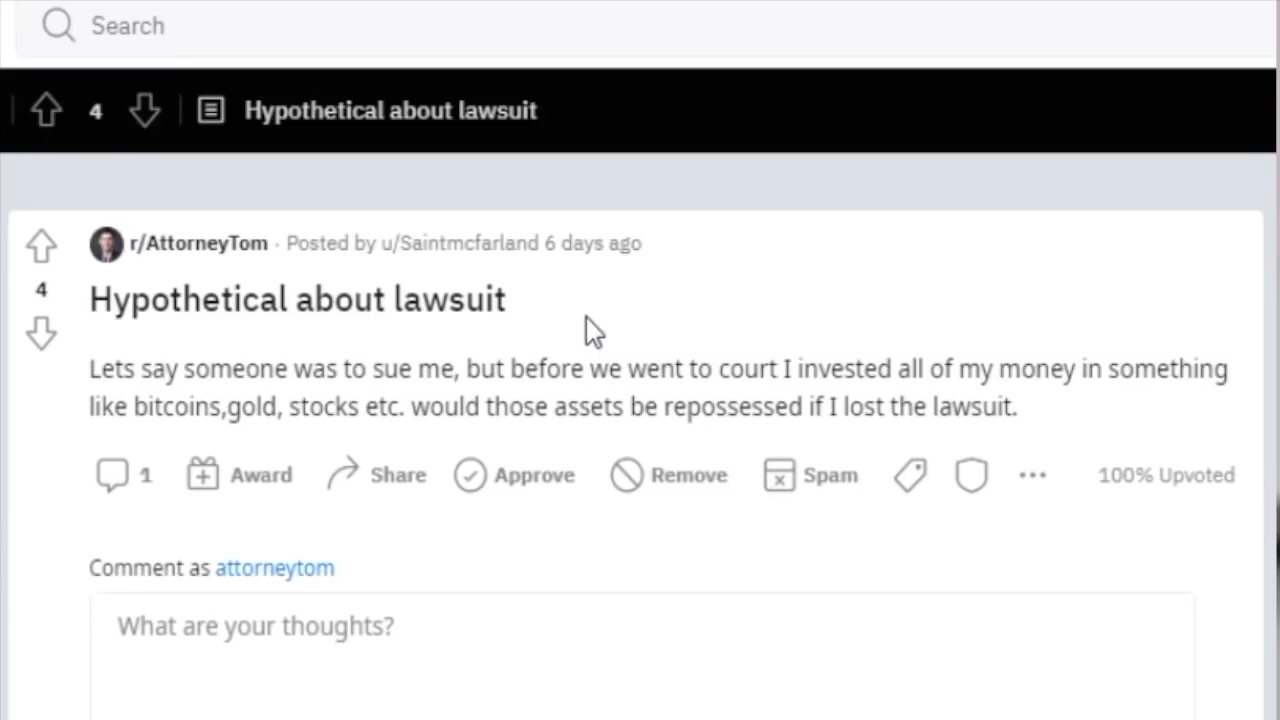 Search
4 Hypothetical about lawsuit
r/AttorneyTom · Posted by u/Saintmcfarland 6 days ago
4
Hypothetical about lawsuit
Lets say someone was to sue me, but before we went to court I invested all of my money in something
like bitcoins,gold, stocks etc. would those assets be repossessed if I lost the lawsuit.
1 Award Share Approve Remove Spam ··· 100% Upvoted
Comment as attorneytom
What are your thoughts?